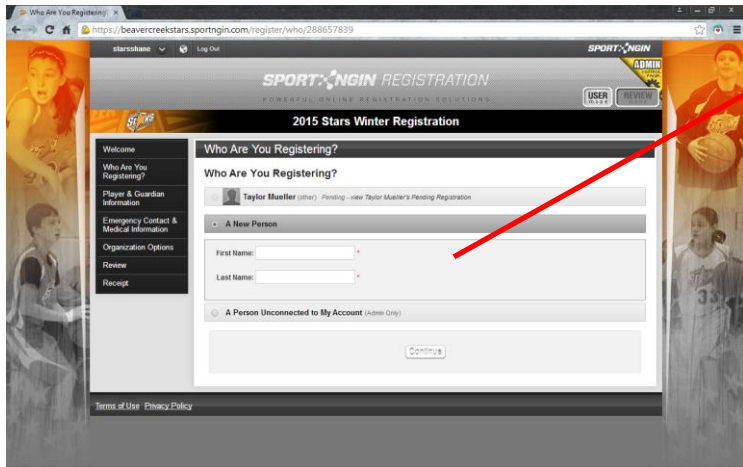 Who Are You Registering
https://beavercreekstars.sportngin.com/register/who/288657839
starsshane Log Out SPORT NGIN
ADMIN
SPORT NGIN REGISTRATION
POWERFUL ONLINE REGISTRATION SOLUTIONS
USER REVIEW
2015 Stars Winter Registration
Welcome
Who Are You
Registering?
Player & Guardian
Information
Emergency Contact &
Medical Information
Organization Options
Review
Receipt
Who Are You Registering?
Who Are You Registering?
Taylor Mueller (other) Pending - view Taylor Mueller's Pending Registration
A New Person
First Name: *
Last Name: *
A Person Unconnected to My Account (Admin Only)
Continue
Terms of Use Privacy Policy
33